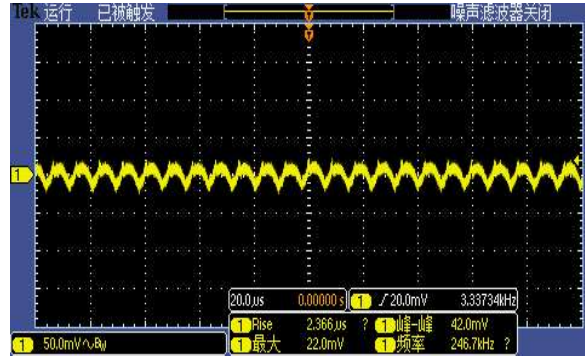 Tek 运行 已被触发 噪声滤波器关闭
1
20.0µs 0.00000 s 1 20.0mV 3.33734kHz
1 Rise 2.366µs ? 1 峰-峰 42.0mV
1 50.0mV BW 1 最大 22.0mV 1 频率 246.7kHz ?